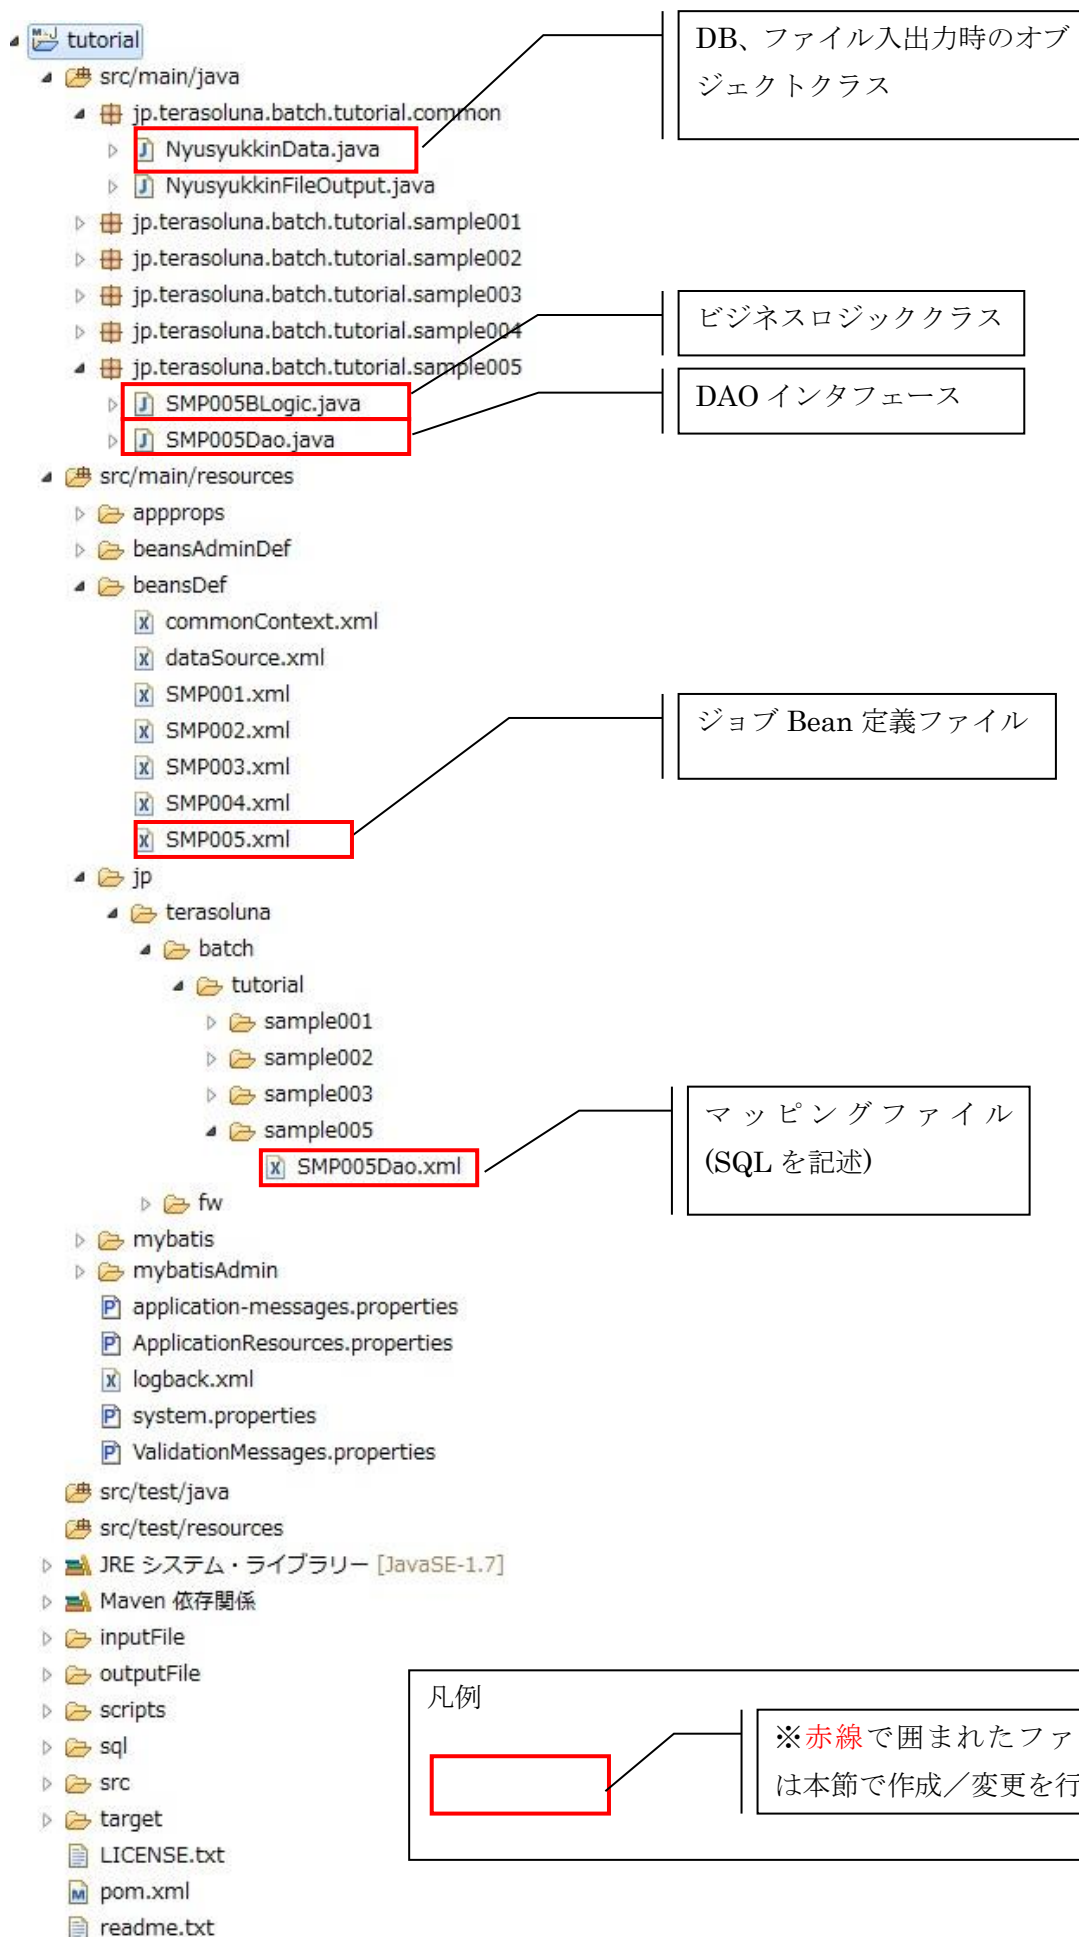 tutorial
DB、ファイル入出力時のオブ
ジェクトクラス
src/main/java
jp.terasoluna.batch.tutorial.common
NyusyukkinData.java
NyusyukkinFileOutput.java
jp.terasoluna.batch.tutorial.sample001
jp.terasoluna.batch.tutorial.sample002
jp.terasoluna.batch.tutorial.sample003
ビジネスロジッククラス
jp.terasoluna.batch.tutorial.sample004
jp.terasoluna.batch.tutorial.sample005
DAO インタフェース
SMP005BLogic.java
SMP005Dao.java
src/main/resources
appprops
beansAdminDef
beansDef
commonContext.xml
dataSource.xml
SMP001.xml
ジョブ Bean 定義ファイル
SMP002.xml
SMP003.xml
SMP004.xml
SMP005.xml
jp
terasoluna
batch
tutorial
sample001
sample002
sample003
マッピングファイル
(SQL を記述)
sample005
SMP005Dao.xml
fw
mybatis
mybatisAdmin
application-messages.properties
ApplicationResources.properties
logback.xml
system.properties
ValidationMessages.properties
src/test/java
src/test/resources
JRE システム・ライブラリー [JavaSE-1.7]
Maven 依存関係
inputFile
outputFile
scripts
sql
src
target
LICENSE.txt
pom.xml
readme.txt
凡例
※赤線で囲まれたファ
は本節で作成／変更を行